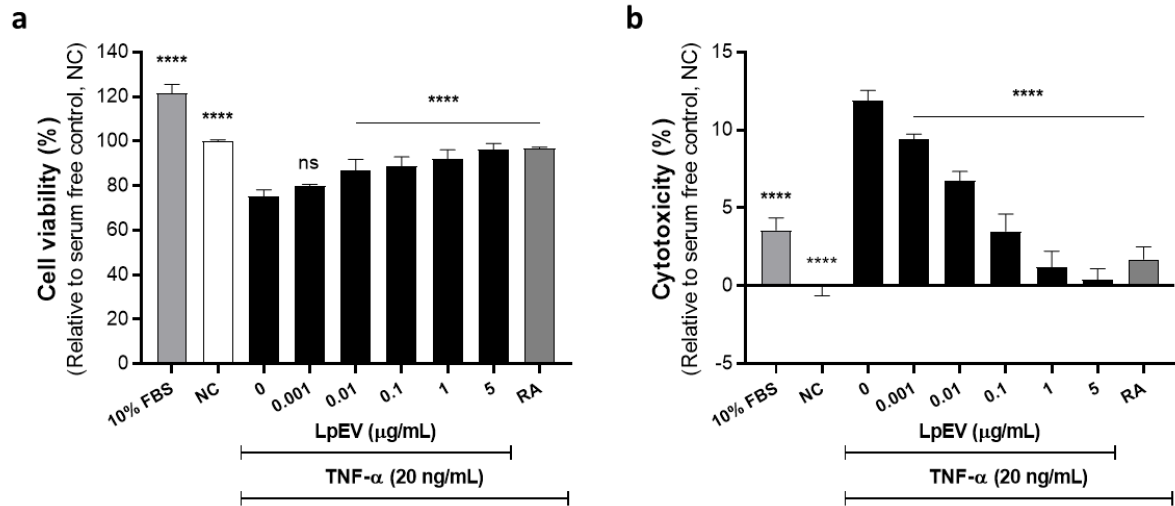 a
Cell viability (%)
(Relative to serum free control, NC)
140
120
100
80
60
40
20
0
****
****
ns
****
10% FBS
NC
0
0.001
0.01
0.1
1
5
RA
LpEV (μg/mL)
TNF-α (20 ng/mL)
b
Cytotoxicity (%)
(Relative to serum free control, NC)
15
10
5
0
-5
****
****
****
10% FBS
NC
0
0.001
0.01
0.1
1
5
RA
LpEV (μg/mL)
TNF-α (20 ng/mL)